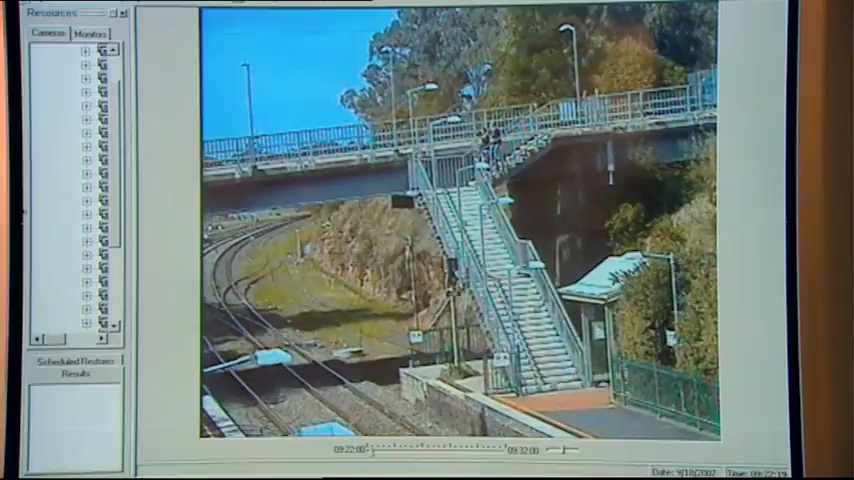 Resources
Cameras Monitors
Scheduled Restores
Results
09:22:00 09:32:00
Date: 9/18/2007 Time: 09:22:19